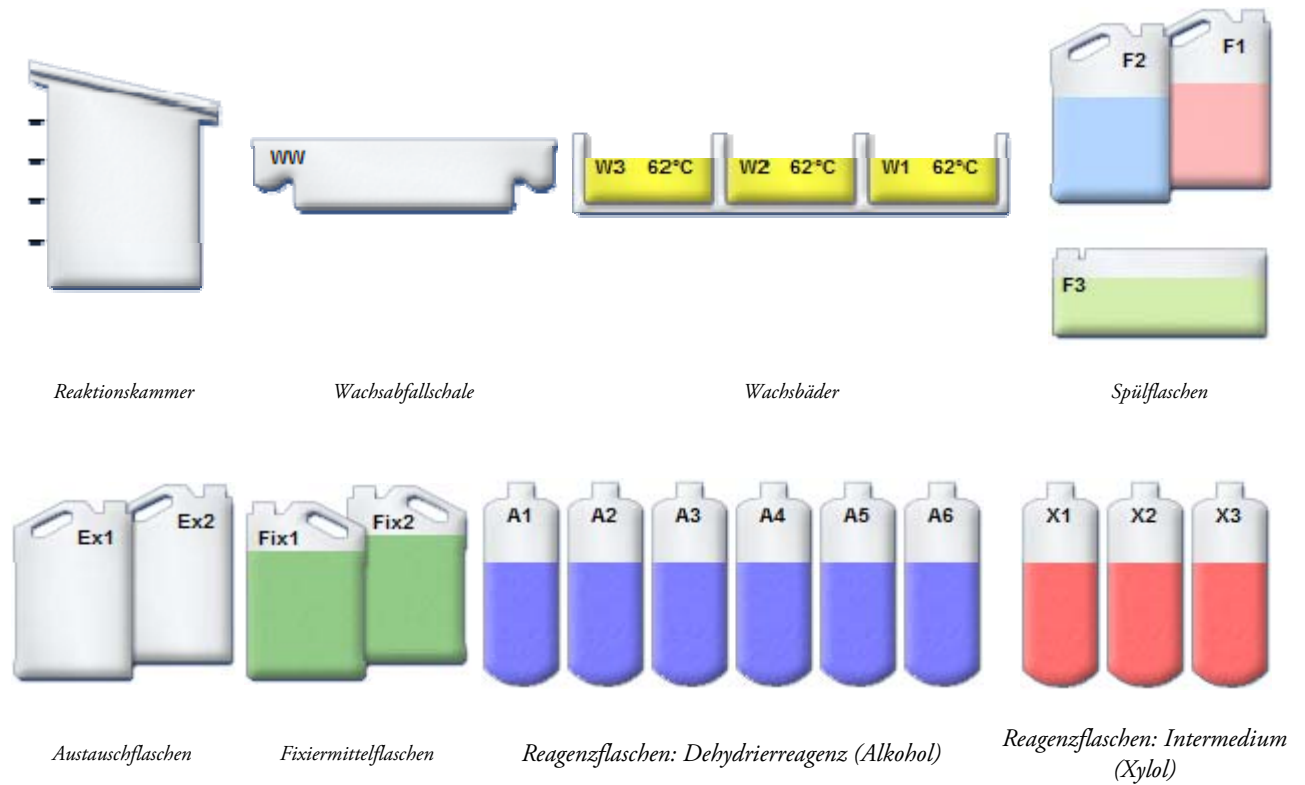 F2
F1
WW
W3 62°C
W2 62°C
W1 62°C
F3
Reaktionskammer
Wachsabfallschale
Wachsbäder
Spülflaschen
Ex1
Ex2
Fix1
Fix2
A1
A2
A3
A4
A5
A6
X1
X2
X3
Austauschflaschen
Fixiermittelflaschen
Reagenzflaschen: Dehydrierreagenz (Alkohol)
Reagenzflaschen: Intermedium
(Xylol)